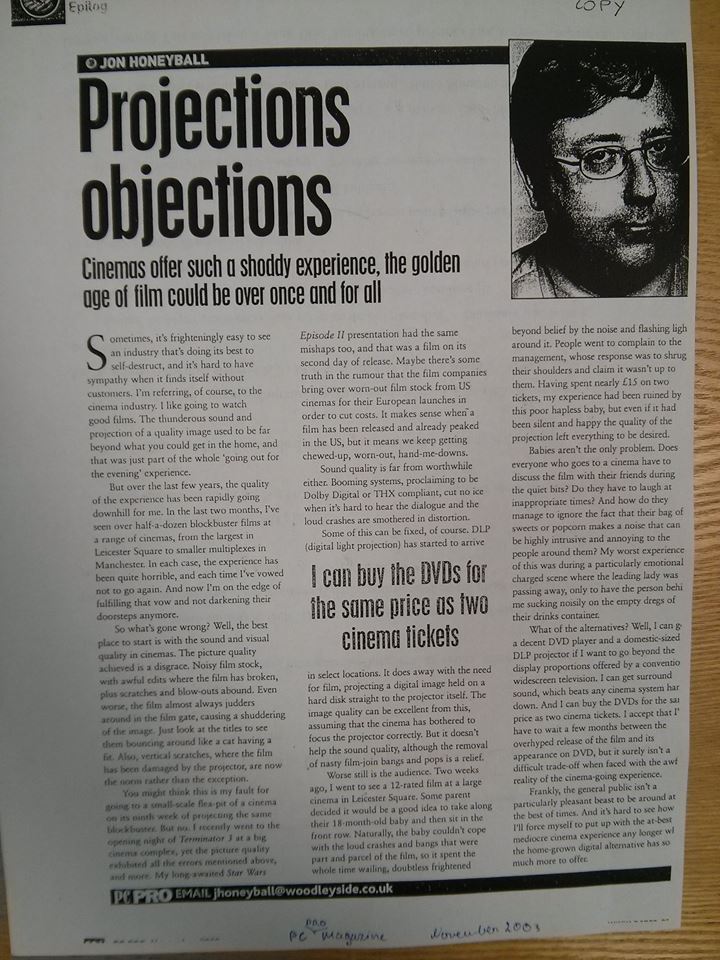 Epilog
COPY
JON HONEYBALL
Projections
objections
Cinemas offer such a shoddy experience, the golden
age of film could be over once and for all
Sometimes, it's frighteningly easy to see
an industry that's doing its best to
self-destruct, and it's hard to have
sympathy when it finds itself without
customers. I'm referring, of course, to the
cinema industry. I like going to watch
good films. The thunderous sound and
projection of a quality image used to be far
beyond what you could get in the home, and
that was just part of the whole 'going out for
the evening' experience.
But over the last few years, the quality
of the experience has been rapidly going
downhill for me. In the last two months, I've
seen over half-a-dozen blockbuster films at
a range of cinemas, from the largest in
Leicester Square to smaller multiplexes in
Manchester. In each case, the experience has
been quite horrible, and each time I've vowed
not to go again. And now I'm on the edge of
fulfilling that vow and not darkening their
doorsteps anymore.
So what's gone wrong? Well, the best
place to start is with the sound and visual
quality in cinemas. The picture quality
achieved is a disgrace. Noisy film stock,
with awful edits where the film has broken,
plus scratches and blow-outs abound. Even
worse, the film almost always judders
around in the film gate, causing a shuddering
of the image. Just look at the titles to see
them bouncing around like a cat having a
fit. Also, vertical scratches, where the film
has been damaged by the projector, are now
the norm rather than the exception.
You might think this is my fault for
going to a small-scale flea-pit of a cinema
on its ninth week of projecting the same
blockbuster. But no. I recently went to the
opening night of Terminator 3 at a big
cinema complex, yet the picture quality
exhibited all the errors mentioned above,
and more. My long-awaited Star Wars
Episode II presentation had the same
mishaps too, and that was a film on its
second day of release. Maybe there's some
truth in the rumour that the film companies
bring over worn-out film stock from US
cinemas for their European launches in
order to cut costs. It makes sense when a
film has been released and already peaked
in the US, but it means we keep getting
chewed-up, worn-out, hand-me-downs.
Sound quality is far from worthwhile
either. Booming systems, proclaiming to be
Dolby Digital or THX compliant, cut no ice
when it's hard to hear the dialogue and the
loud crashes are smothered in distortion.
Some of this can be fixed, of course. DLP
(digital light projection) has started to arrive
I can buy the DVDs for
the same price as two
cinema tickets
in select locations. It does away with the need
for film, projecting a digital image held on a
hard disk straight to the projector itself. The
image quality can be excellent from this,
assuming that the cinema has bothered to
focus the projector correctly. But it doesn't
help the sound quality, although the removal
of nasty film-join bangs and pops is a relief.
Worse still is the audience. Two weeks
ago, I went to see a 12-rated film at a large
cinema in Leicester Square. Some parent
decided it would be a good idea to take along
their 18-month-old baby and then sit in the
front row. Naturally, the baby couldn't cope
with the loud crashes and bangs that were
part and parcel of the film, so it spent the
whole time wailing, doubtless frightened
beyond belief by the noise and flashing ligh
around it. People went to complain to the
management, whose response was to shrug
their shoulders and claim it wasn't up to
them. Having spent nearly £15 on two
tickets, my experience had been ruined by
this poor hapless baby, but even if it had
been silent and happy the quality of the
projection left everything to be desired.
Babies aren't the only problem. Does
everyone who goes to a cinema have to
discuss the film with their friends during
the quiet bits? Do they have to laugh at
inappropriate times? And how do they
manage to ignore the fact that their bag of
sweets or popcorn makes a noise that can
be highly intrusive and annoying to the
people around them? My worst experience
of this was during a particularly emotional
charged scene where the leading lady was
passing away, only to have the person behi
me sucking noisily on the empty dregs of
their drinks container.
What of the alternatives? Well, I can g
a decent DVD player and a domestic-sized
DLP projector if I want to go beyond the
display proportions offered by a conventio
widescreen television. I can get surround
sound, which beats any cinema system har
down. And I can buy the DVDs for the sa
price as two cinema tickets. I accept that I'
have to wait a few months between the
overhyped release of the film and its
appearance on DVD, but it surely isn't a
difficult trade-off when faced with the awf
reality of the cinema-going experience.
Frankly, the general public isn't a
particularly pleasant beast to be around at
the best of times. And it's hard to see how
I'll force myself to put up with the at-best
mediocre cinema experience any longer wh
the home-grown digital alternative has so
much more to offer.
PC PRO EMAIL jhoneyball@woodleyside.co.uk
PC PRO Magazine November 2003